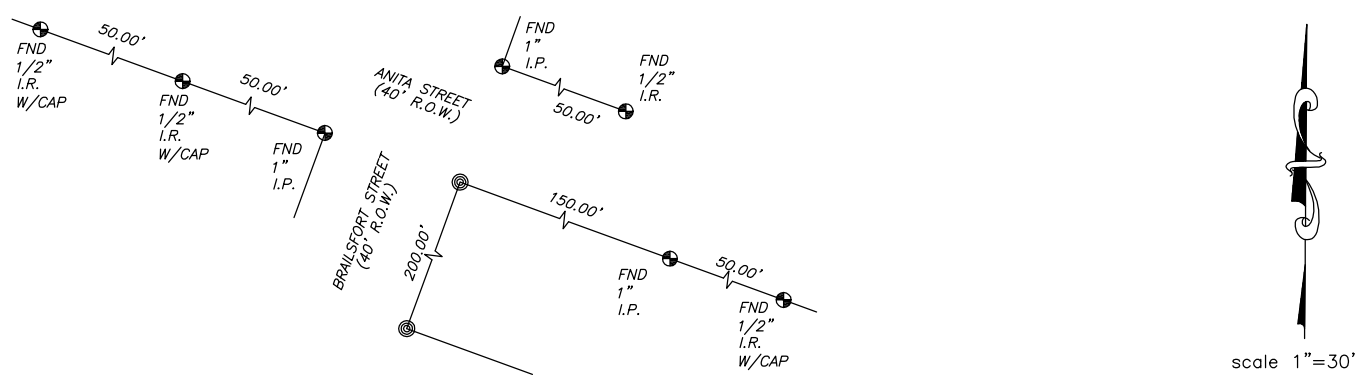 50.00'
FND
1/2"
I.R.
W/CAP
50.00'
FND
1/2"
I.R.
W/CAP
FND
1"
I.P.
ANITA STREET
(40' R.O.W.)
FND
1"
I.P.
50.00'
FND
1/2"
I.R.
BRAILSFORT STREET
(40' R.O.W.)
200.00'
150.00'
FND
1"
I.P.
50.00'
FND
1/2"
I.R.
W/CAP
scale 1"=30'